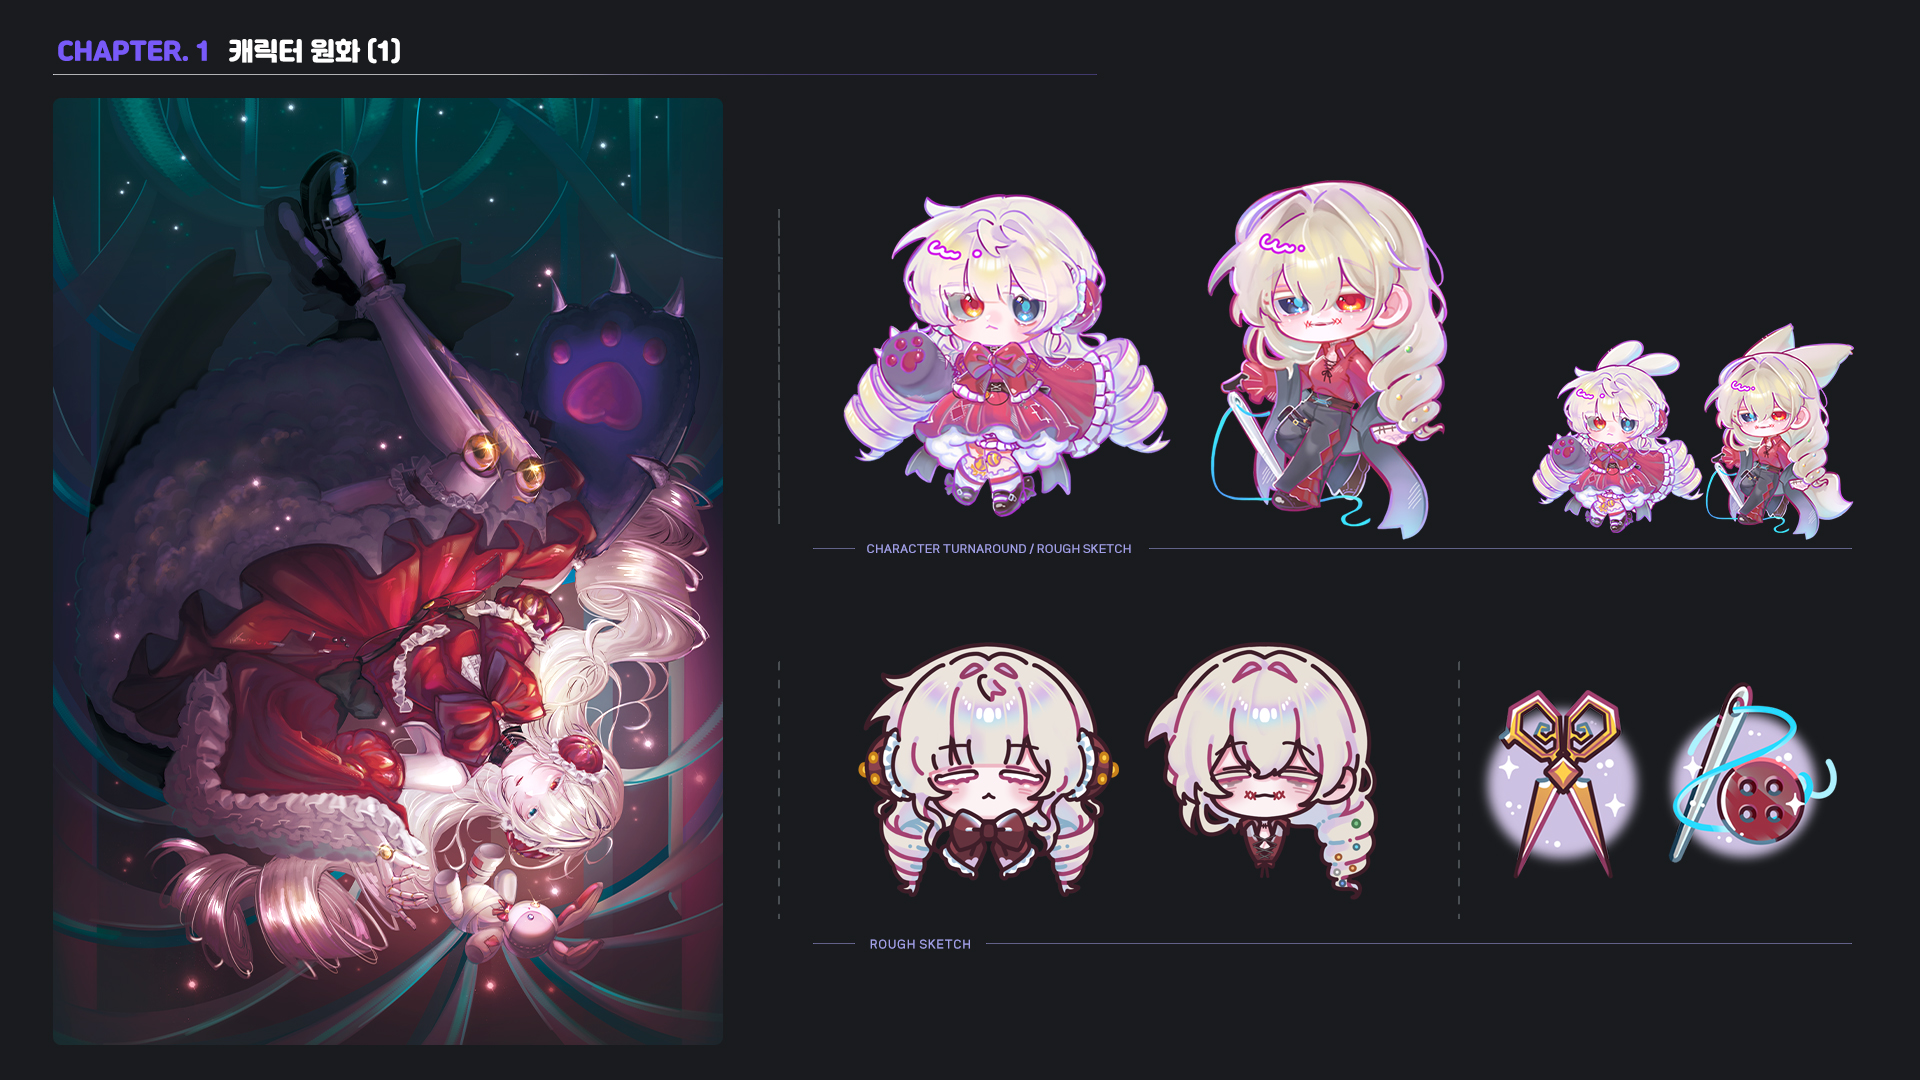 CHAPTER. 1 캐릭터 원화 (1)
CHARACTER TURNAROUND / ROUGH SKETCH
ROUGH SKETCH